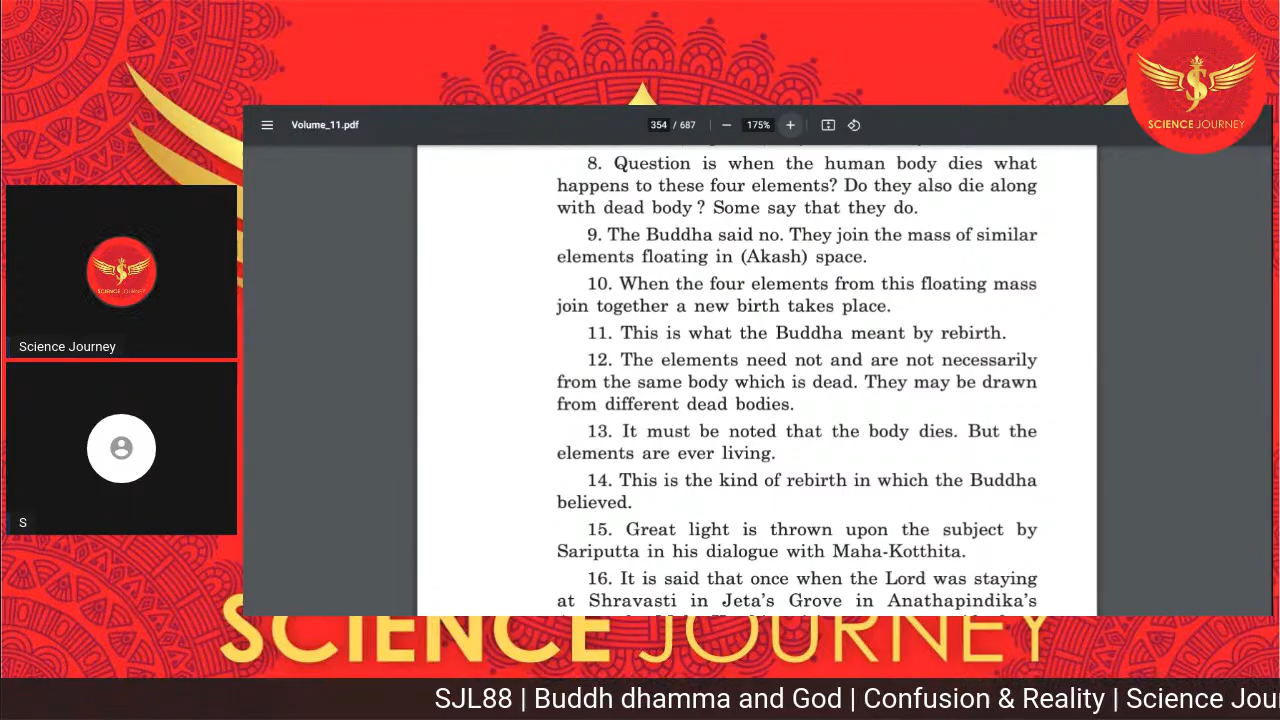 SCIENCE JOURNEY
Volume_11.pdf
354 / 687
175%
8. Question is when the human body dies what
happens to these four elements? Do they also die along
with dead body ? Some say that they do.
9. The Buddha said no. They join the mass of similar
elements floating in (Akash) space.
10. When the four elements from this floating mass
join together a new birth takes place.
11. This is what the Buddha meant by rebirth.
12. The elements need not and are not necessarily
from the same body which is dead. They may be drawn
from different dead bodies.
13. It must be noted that the body dies. But the
elements are ever living.
14. This is the kind of rebirth in which the Buddha
believed.
15. Great light is thrown upon the subject by
Sariputta in his dialogue with Maha-Kotthita.
16. It is said that once when the Lord was staying
at Shravasti in Jeta's Grove in Anathapindika's
SCIENCE JOURNEY
Science Journey
S
SCIENCE JOURNEY
SJL88 | Buddh dhamma and God | Confusion & Reality | Science Jou